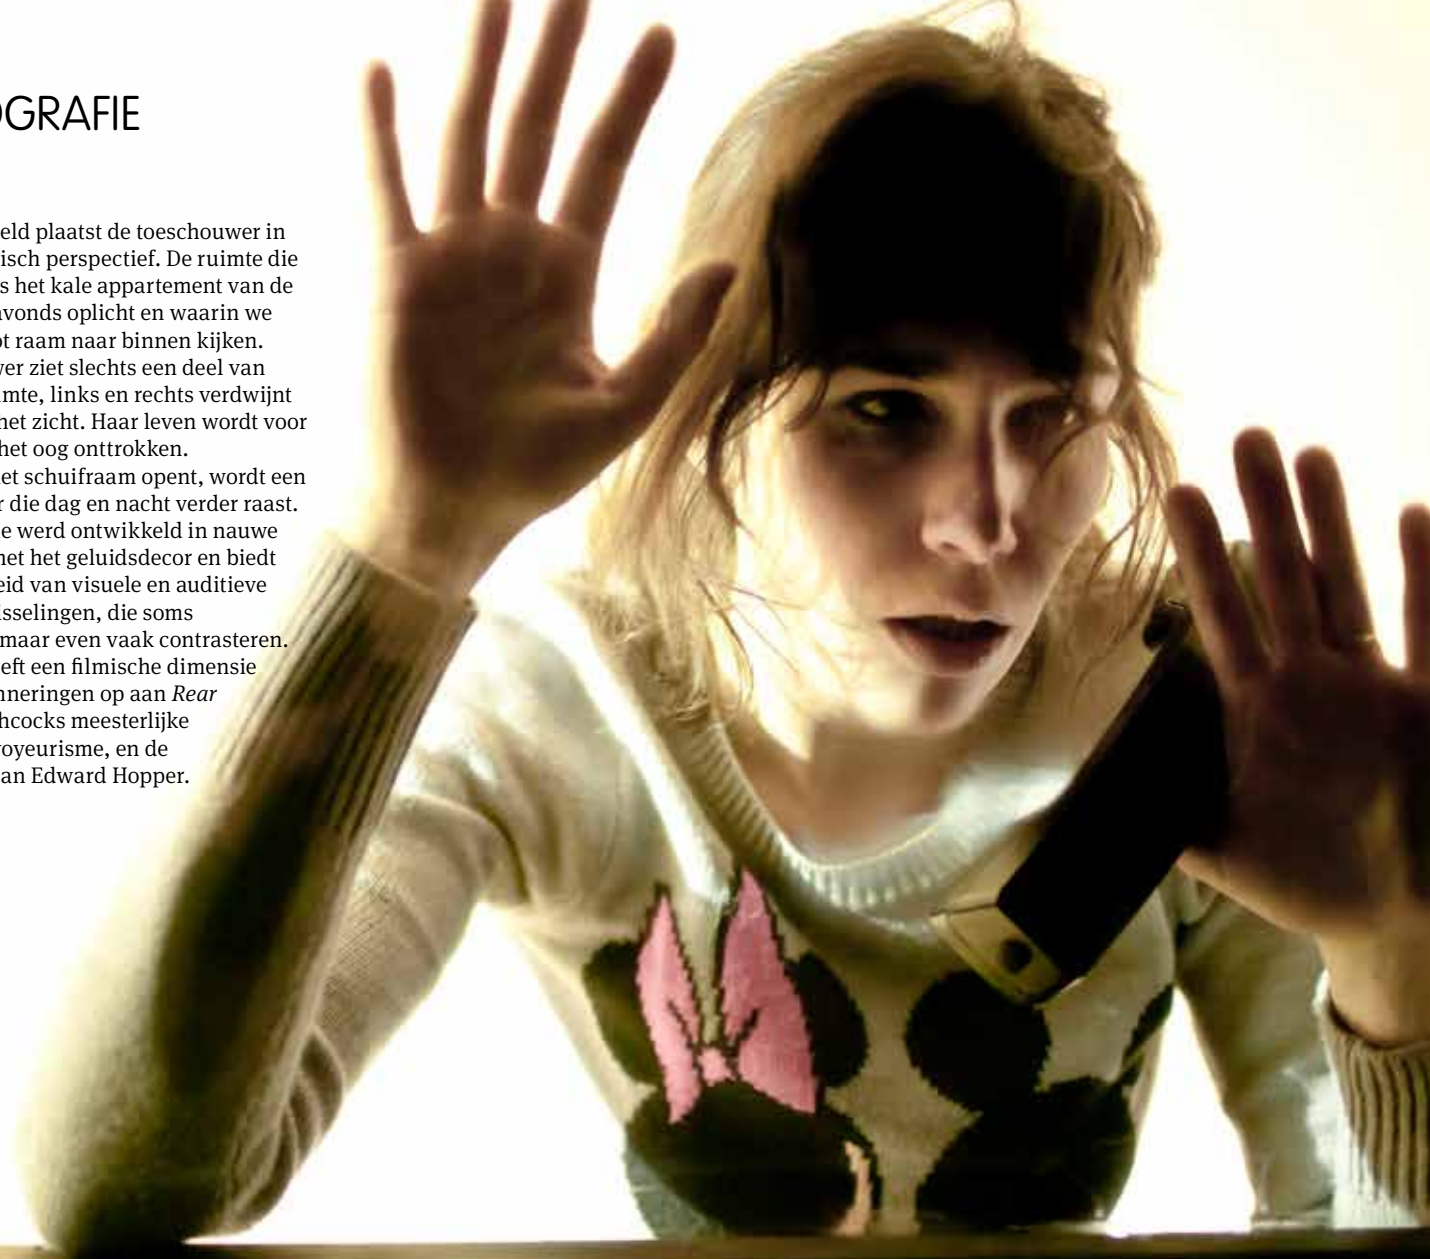 OGRAFIE
eld plaatst de toeschouwer in
isch perspectief. De ruimte die
s het kale appartement van de
avonds oplicht en waarin we
ot raam naar binnen kijken.
wer ziet slechts een deel van
imte, links en rechts verdwijnt
het zicht. Haar leven wordt voor
het oog onttrokken.
et schuifraam opent, wordt een
r die dag en nacht verder raast.
ie werd ontwikkeld in nauwe
net het geluidsdecor en biedt
eid van visuele en auditieve
isselingen, die soms
maar even vaak contrasteren.
eft een filmische dimensie
nneringen op aan Rear
hcocks meesterlijke
voyeurisme, en de
an Edward Hopper.